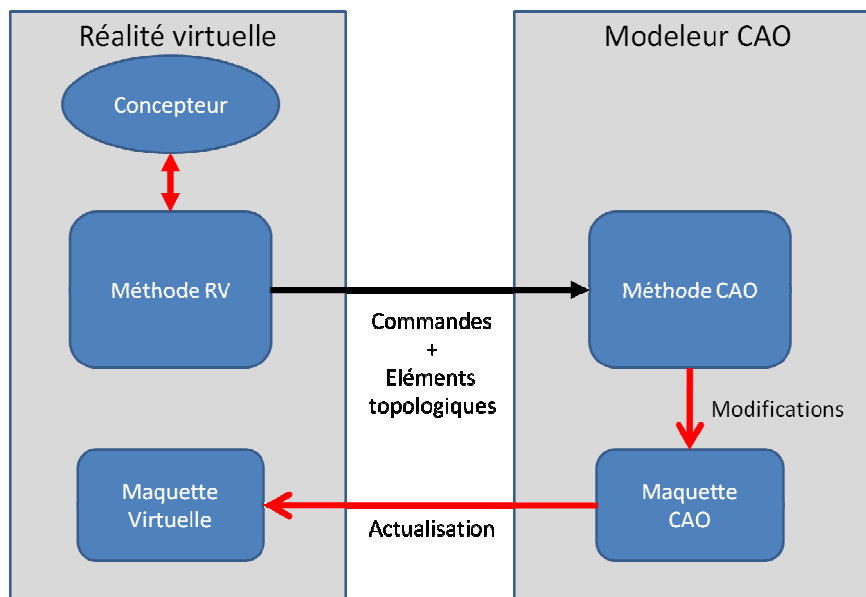 Réalité virtuelle
Modeleur CAO
Concepteur
Méthode RV
Méthode CAO
Commandes
+
Eléments
topologiques
Modifications
Maquette
Virtuelle
Maquette
CAO
Actualisation